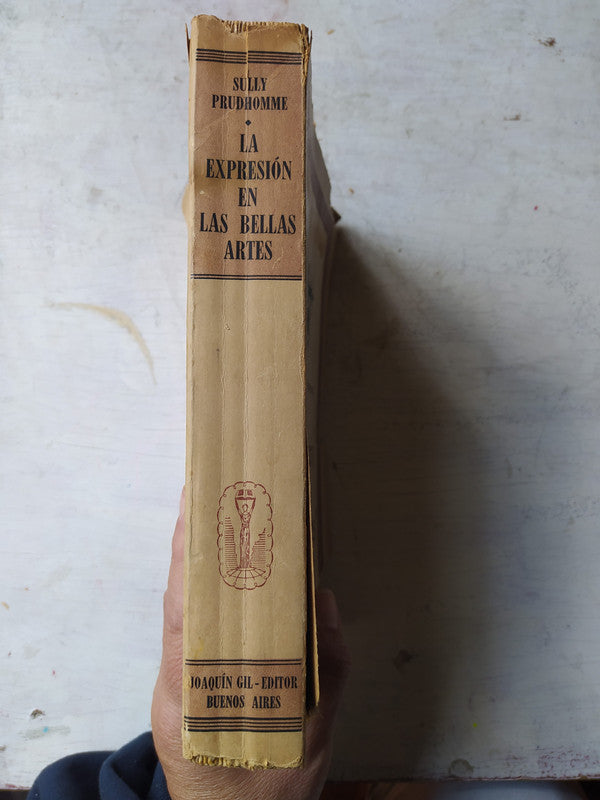 SULLY
PRUDHOMME
LA
EXPRESIÓN
EN
LAS BELLAS
ARTES
JOAQUÍN GIL - EDITOR
BUENOS AIRES